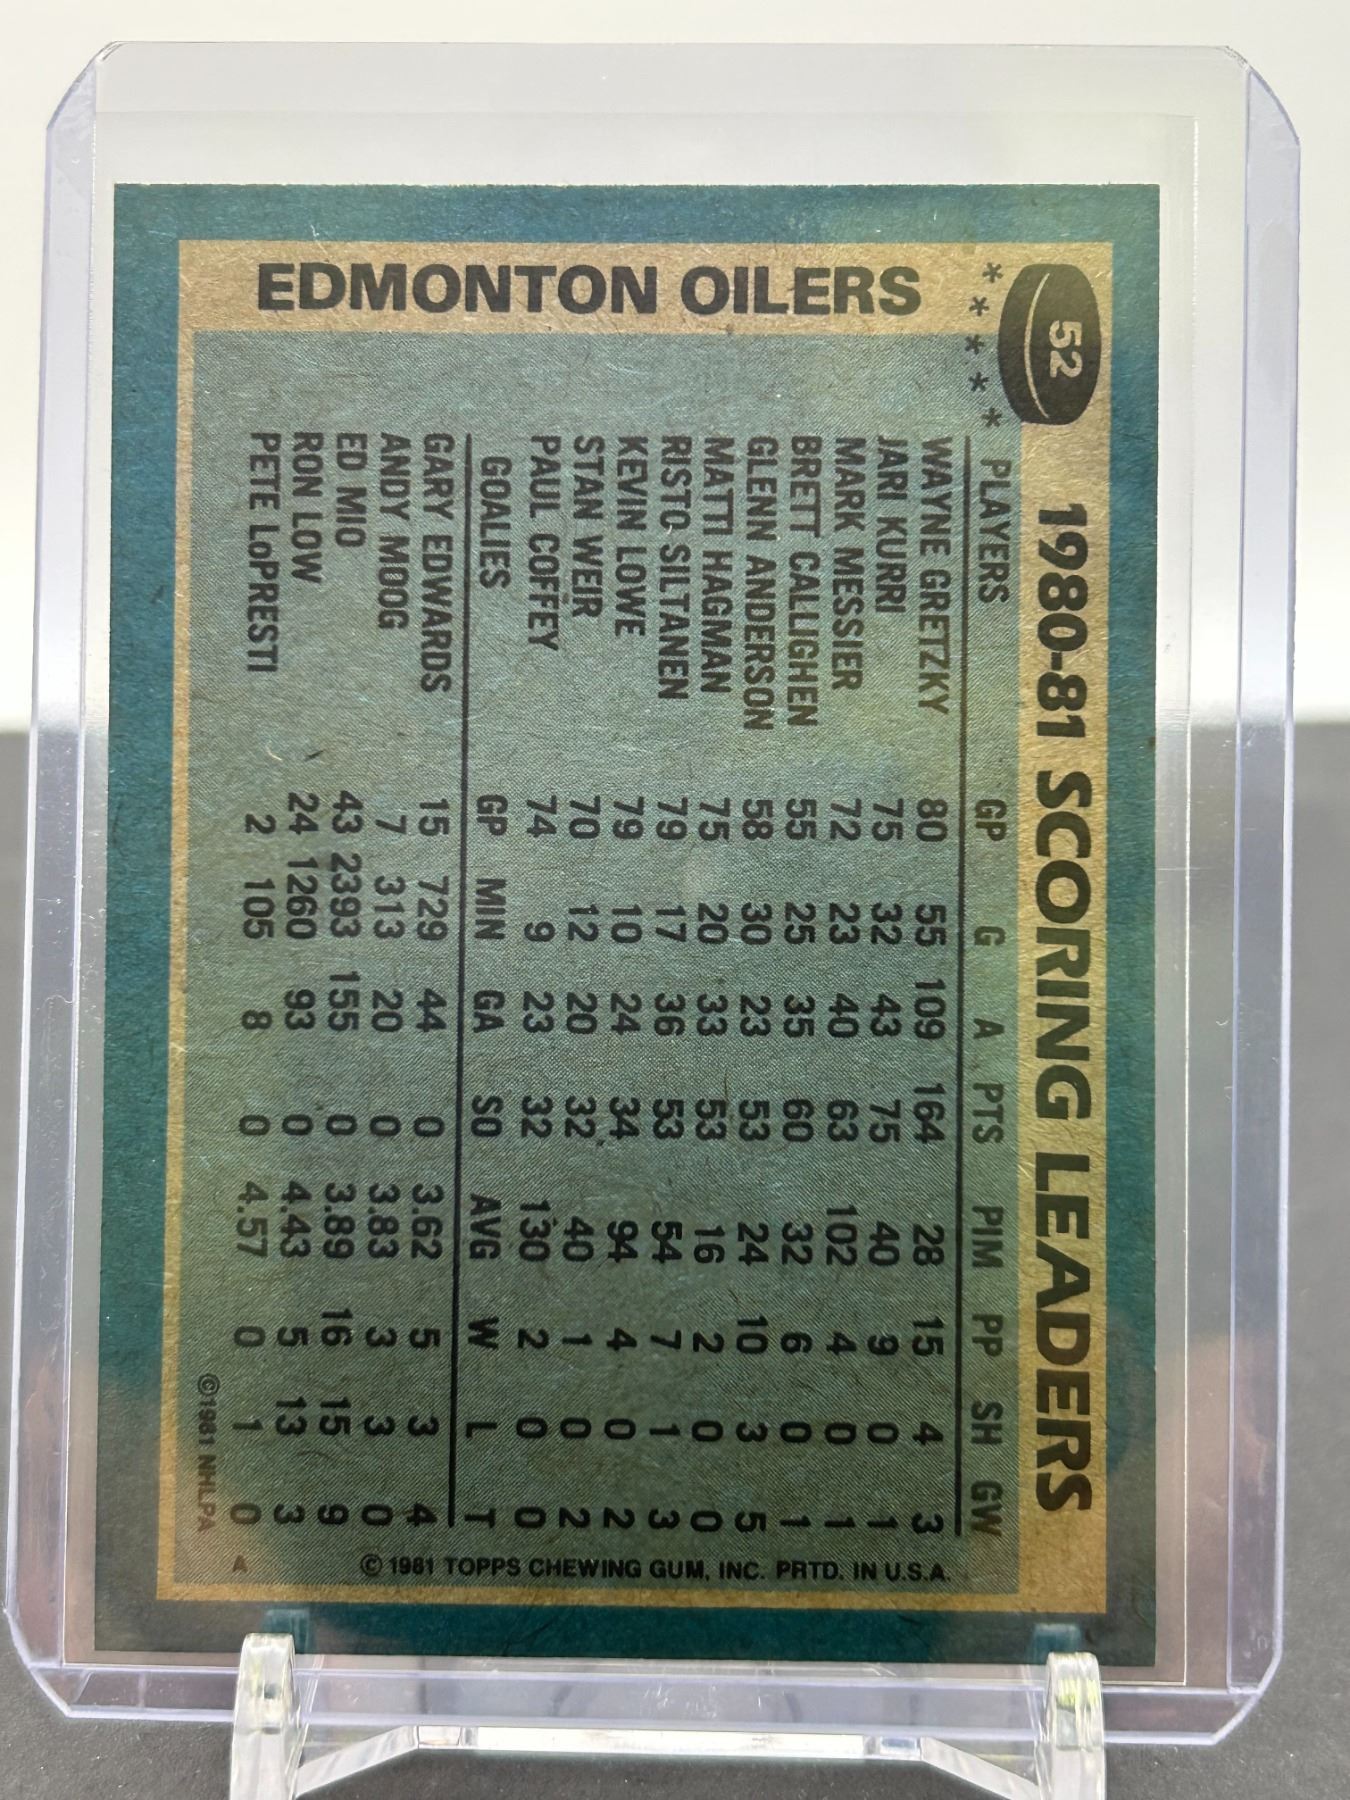 52
1980-81 SCORING LEADERS
* * * * *
PLAYERS GP G A PTS PIM PP SH GW
WAYNE GRETZKY 80 55 109 164 28 15 4 3
JARI KURRI 75 32 43 75 40 9 0 1
MARK MESSIER 72 23 40 63 102 4 0 1
BRETT CALLIGHEN 55 25 35 60 32 6 0 1
GLENN ANDERSON 58 30 23 53 24 10 3 5
MATTI HAGMAN 75 20 33 53 16 2 0 0
RISTO SILTANEN 79 17 36 53 54 7 1 3
KEVIN LOWE 79 10 24 34 94 4 0 2
STAN WEIR 70 12 20 32 40 1 0 2
PAUL COFFEY 74 9 23 32 130 2 0 0
GOALIES GP MIN GA SO AVG W L T
GARY EDWARDS 15 729 44 0 3.62 5 3 4
ANDY MOOG 7 313 20 0 3.83 3 3 0
ED MIO 43 2393 155 0 3.89 16 15 9
RON LOW 24 1260 93 0 4.43 5 13 3
PETE LoPRESTI 2 105 8 0 4.57 0 1 0
©1981 NHLPA
EDMONTON OILERS
© 1981 TOPPS CHEWING GUM, INC. PRTD. IN U.S.A.
A